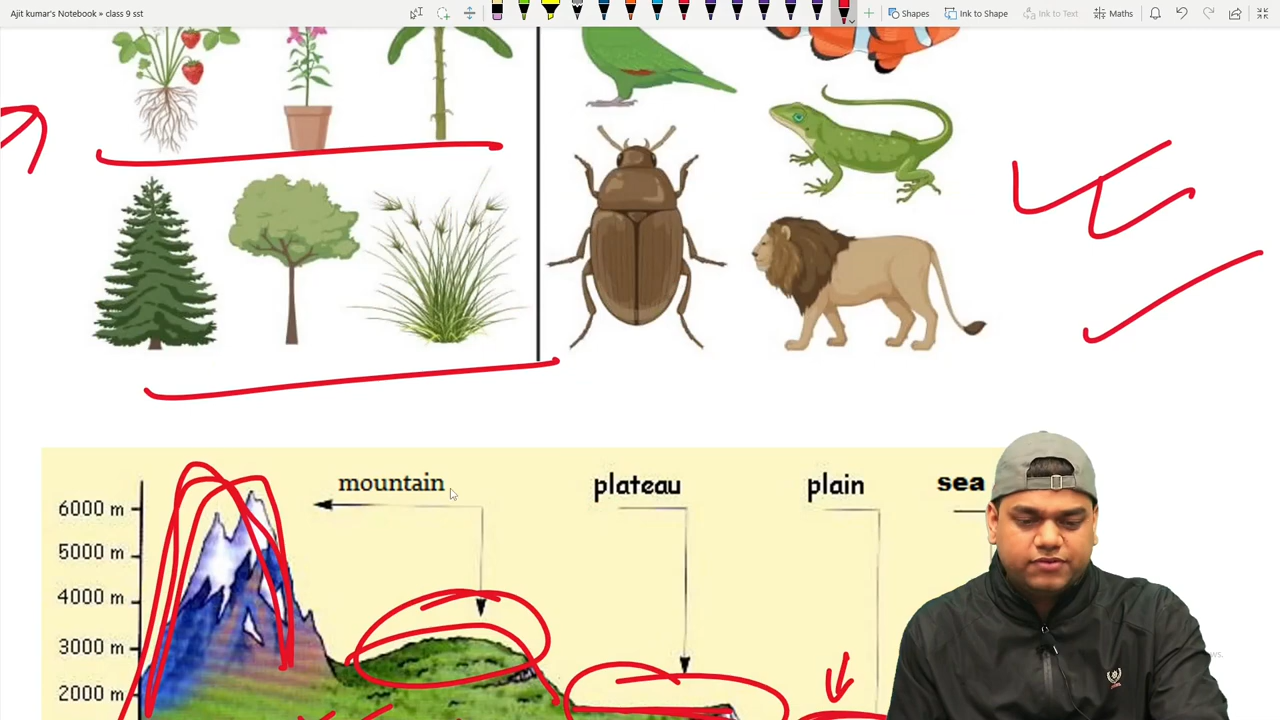 Ajit kumar's Notebook » class 9 sst
Shapes
Ink to Shape
Ink to Text
Maths
mountain
plateau
plain
sea
6000 m
5000 m
4000 m
3000 m
2000 m